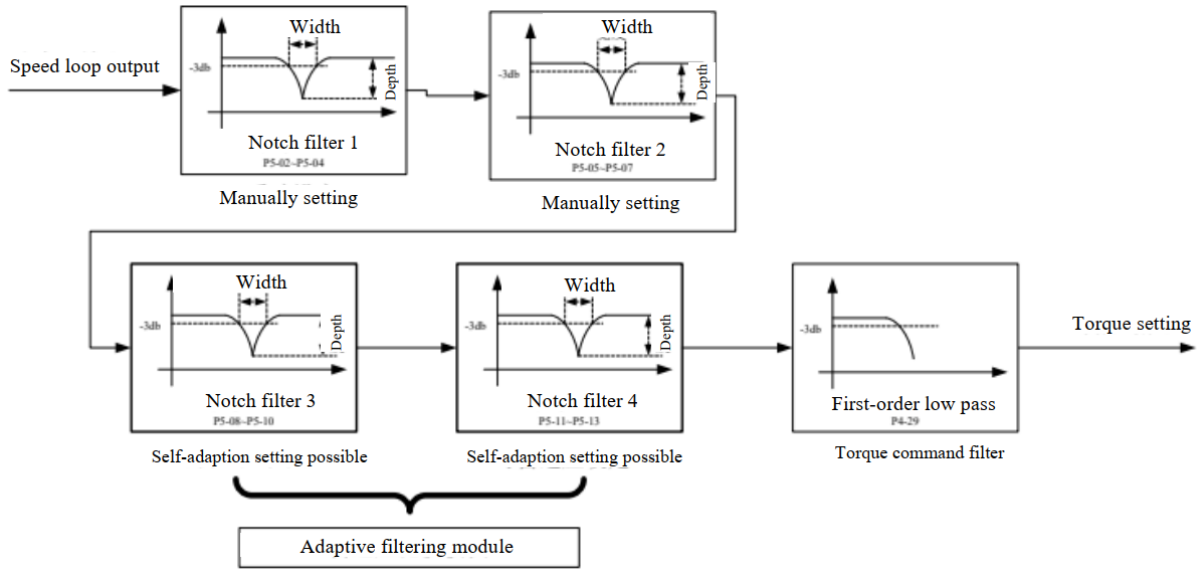 Speed loop output
Width
-3db
Depth
Notch filter 1
P5-02~P5-04
Manually setting
Width
-3db
Depth
Notch filter 2
P5-05~P5-07
Manually setting
Width
-3db
Depth
Notch filter 3
P5-08~P5-10
Self-adaption setting possible
Width
-3db
Depth
Notch filter 4
P5-11~P5-13
Self-adaption setting possible
-3db
First-order low pass
P4-29
Torque command filter
Torque setting
Adaptive filtering module